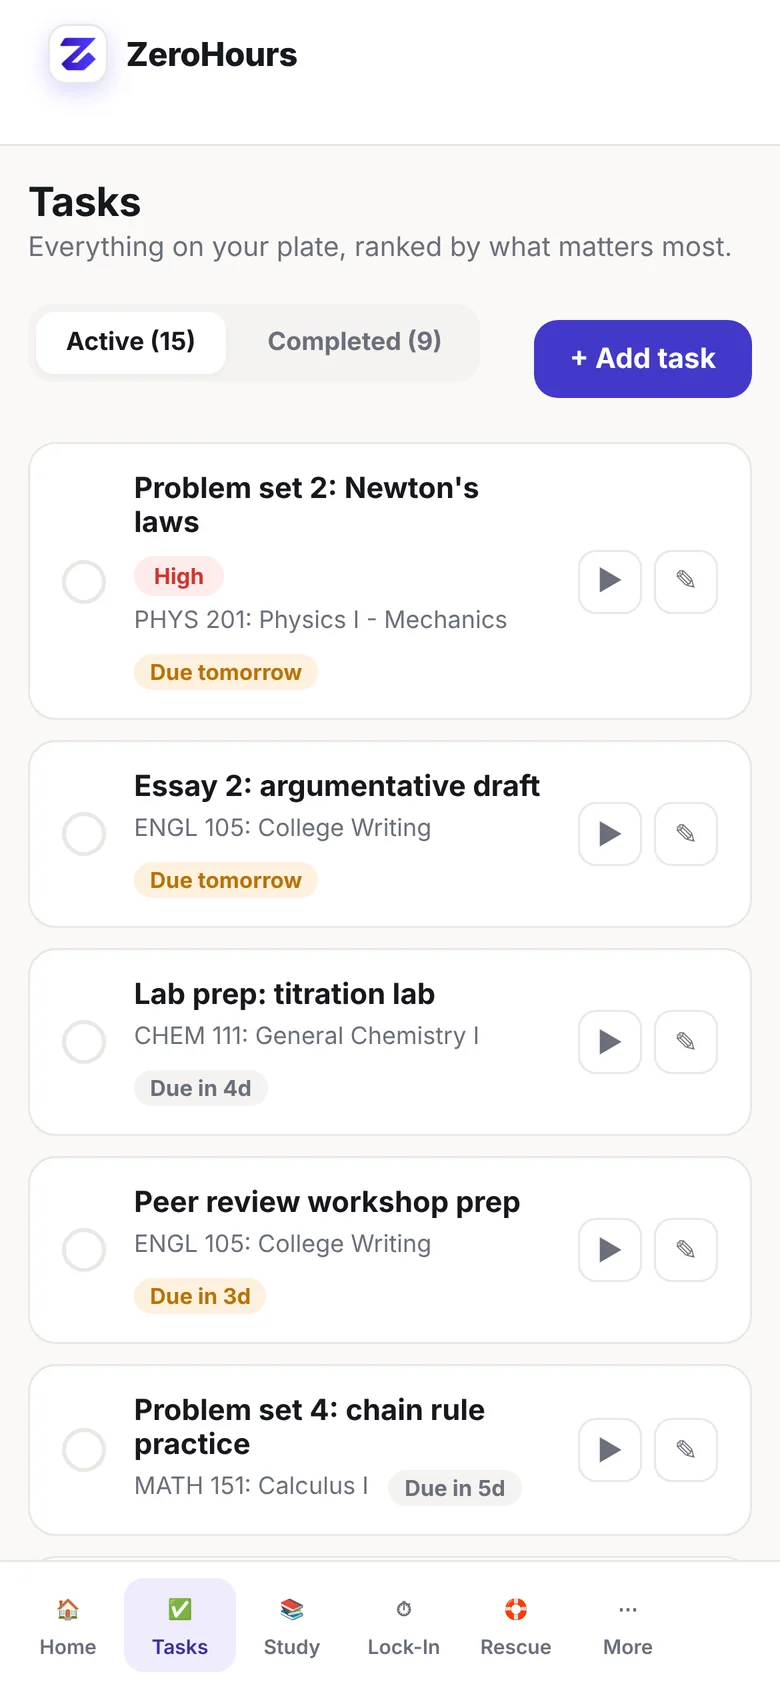 ZeroHours
Tasks
Everything on your plate, ranked by what matters most.
Active (15)
Completed (9)
+ Add task
Problem set 2: Newton's
laws
High
PHYS 201: Physics I - Mechanics
Due tomorrow
Essay 2: argumentative draft
ENGL 105: College Writing
Due tomorrow
Lab prep: titration lab
CHEM 111: General Chemistry I
Due in 4d
Peer review workshop prep
ENGL 105: College Writing
Due in 3d
Problem set 4: chain rule
practice
MATH 151: Calculus I
Due in 5d
Home
Tasks
Study
Lock-In
Rescue
More